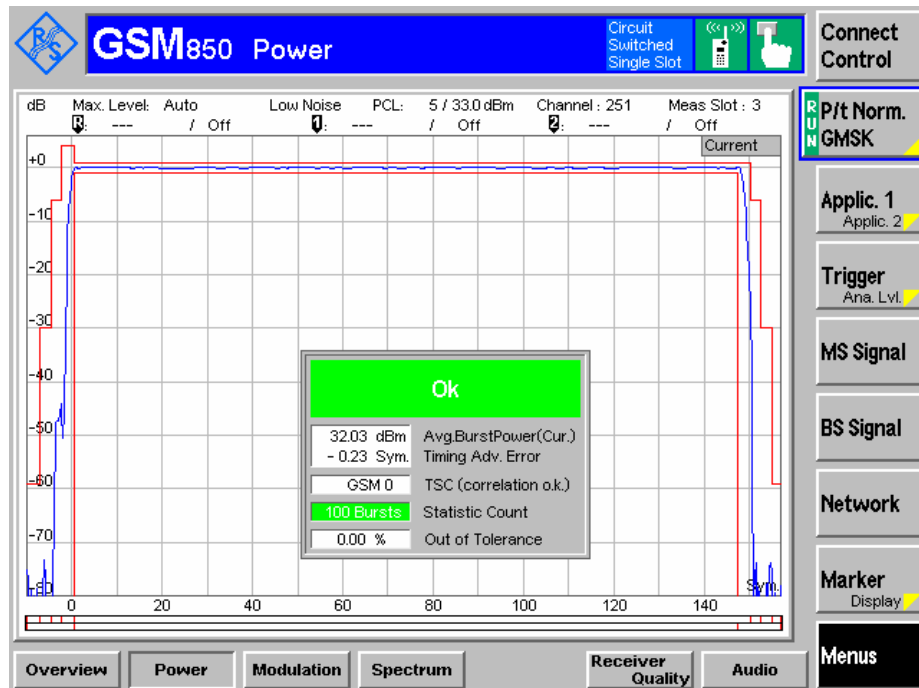 R&S
GSM850 Power
Circuit
Switched
Single Slot
Connect
Control
dB Max. Level: Auto Low Noise PCL: 5 / 33.0 dBm Channel : 251 Meas Slot : 3
R: --- / Off 1: --- / Off 2: --- / Off
Current
RUN
P/t Norm.
GMSK
Applic. 1
Applic. 2
Trigger
Ana. Lvl.
MS Signal
BS Signal
Network
Marker
Display
Menus
+0
-10
-20
-30
-40
-50
-60
-70
-80
Ok
32.03 dBm Avg.BurstPower(Cur.)
- 0.23 Sym. Timing Adv. Error
GSM 0 TSC (correlation o.k.)
100 Bursts Statistic Count
0.00 % Out of Tolerance
Sym.
0 20 40 60 80 100 120 140
Overview Power Modulation Spectrum Receiver Quality Audio